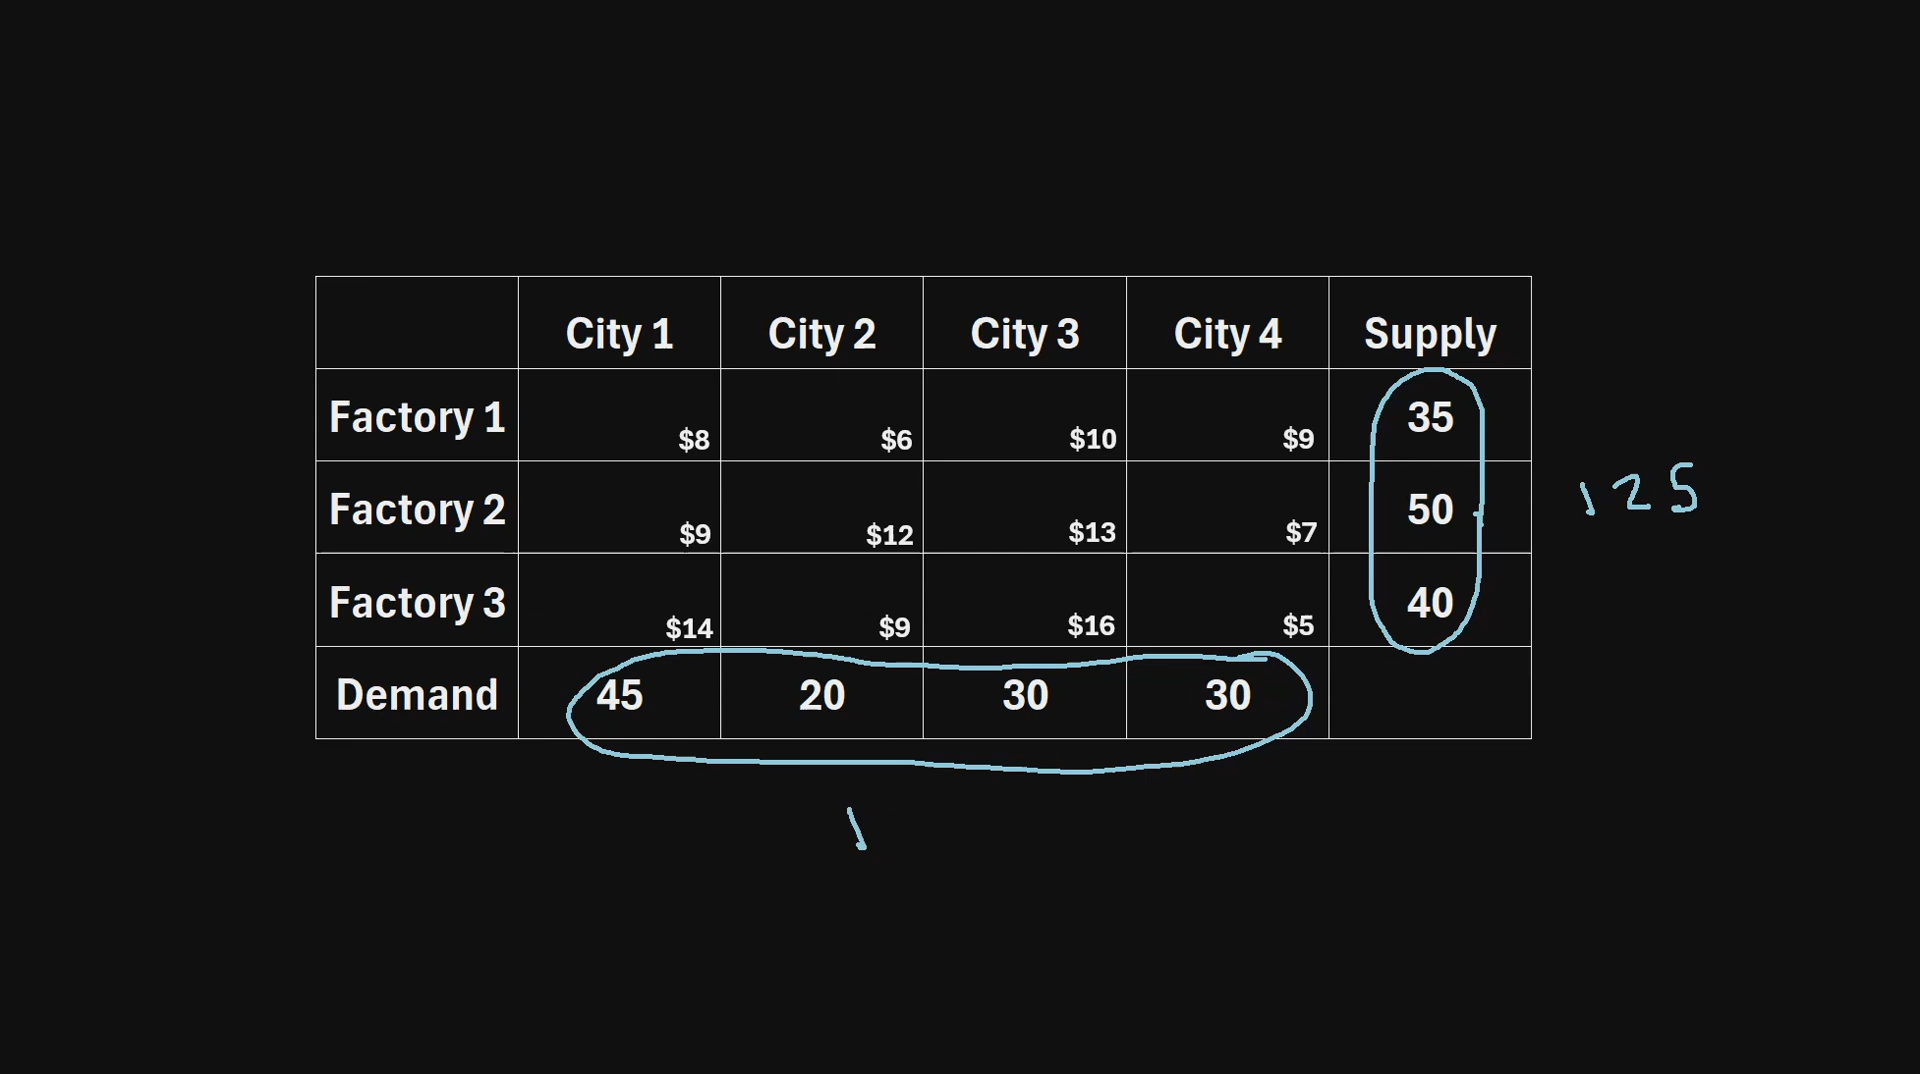 City 1 City 2 City 3 City 4 Supply
Factory 1 $8 $6 $10 $9 35
Factory 2 $9 $12 $13 $7 50
Factory 3 $14 $9 $16 $5 40
Demand 45 20 30 30
125
1